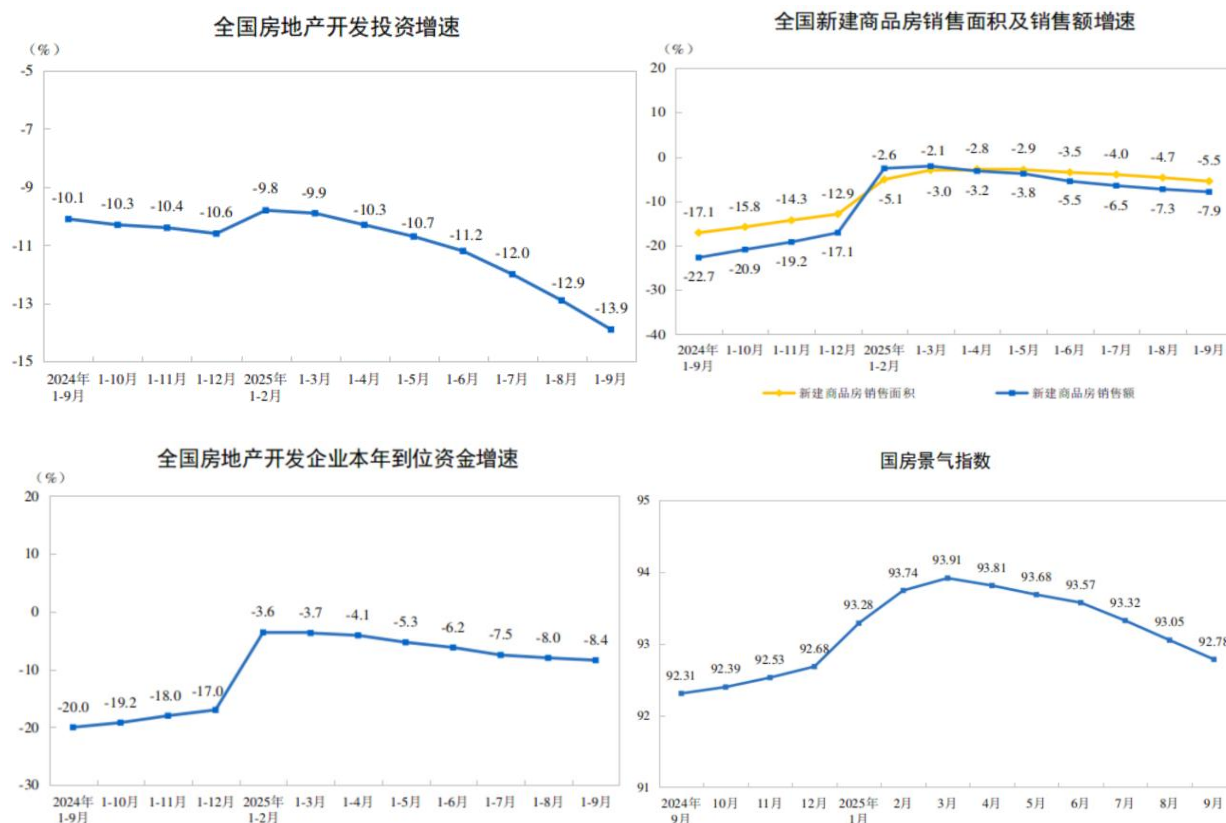 全国房地产开发投资增速
（%）
-5
-7
-9
-11
-13
-15
-10.1
-10.3
-10.4
-10.6
-9.8
-9.9
-10.3
-10.7
-11.2
-12.0
-12.9
-13.9
2024年
1-9月
1-10月
1-11月
1-12月
2025年
1-2月
1-3月
1-4月
1-5月
1-6月
1-7月
1-8月
1-9月
全国新建商品房销售面积及销售额增速
（%）
20
10
0
-10
-20
-30
-40
-17.1
-15.8
-14.3
-12.9
-2.6
-2.1
-2.8
-2.9
-3.5
-4.0
-4.7
-5.5
-22.7
-20.9
-19.2
-17.1
-5.1
-3.0
-3.2
-3.8
-5.5
-6.5
-7.3
-7.9
2024年
1-9月
1-10月
1-11月
1-12月
2025年
1-2月
1-3月
1-4月
1-5月
1-6月
1-7月
1-8月
1-9月
新建商品房销售面积
新建商品房销售额
全国房地产开发企业本年到位资金增速
（%）
20
10
0
-10
-20
-30
-20.0
-19.2
-18.0
-17.0
-3.6
-3.7
-4.1
-5.3
-6.2
-7.5
-8.0
-8.4
2024年
1-9月
1-10月
1-11月
1-12月
2025年
1-2月
1-3月
1-4月
1-5月
1-6月
1-7月
1-8月
1-9月
国房景气指数
95
94
93
92
91
92.31
92.39
92.53
92.68
93.28
93.74
93.91
93.81
93.68
93.57
93.32
93.05
92.78
2024年
9月
10月
11月
12月
2025年
1月
2月
3月
4月
5月
6月
7月
8月
9月